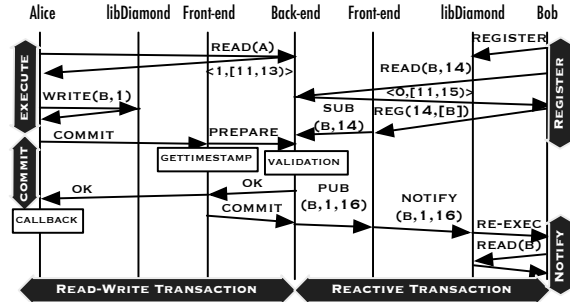 Alice libDiamond Front-end Back-end Front-end libDiamond Bob
READ(A)
<1,[11,13)>
WRITE(B,1)
COMMIT
PREPARE
GETTIMESTAMP
VALIDATION
OK
OK
COMMIT
CALLBACK
EXECUTE
COMMIT
REGISTER
READ(B,14)
<0,[11,15)>
REG(14,[B])
SUB
(B,14)
PUB
(B,1,16)
NOTIFY
(B,1,16)
RE-EXEC
READ(B)
REGISTER
NOTIFY
READ-WRITE TRANSACTION
REACTIVE TRANSACTION